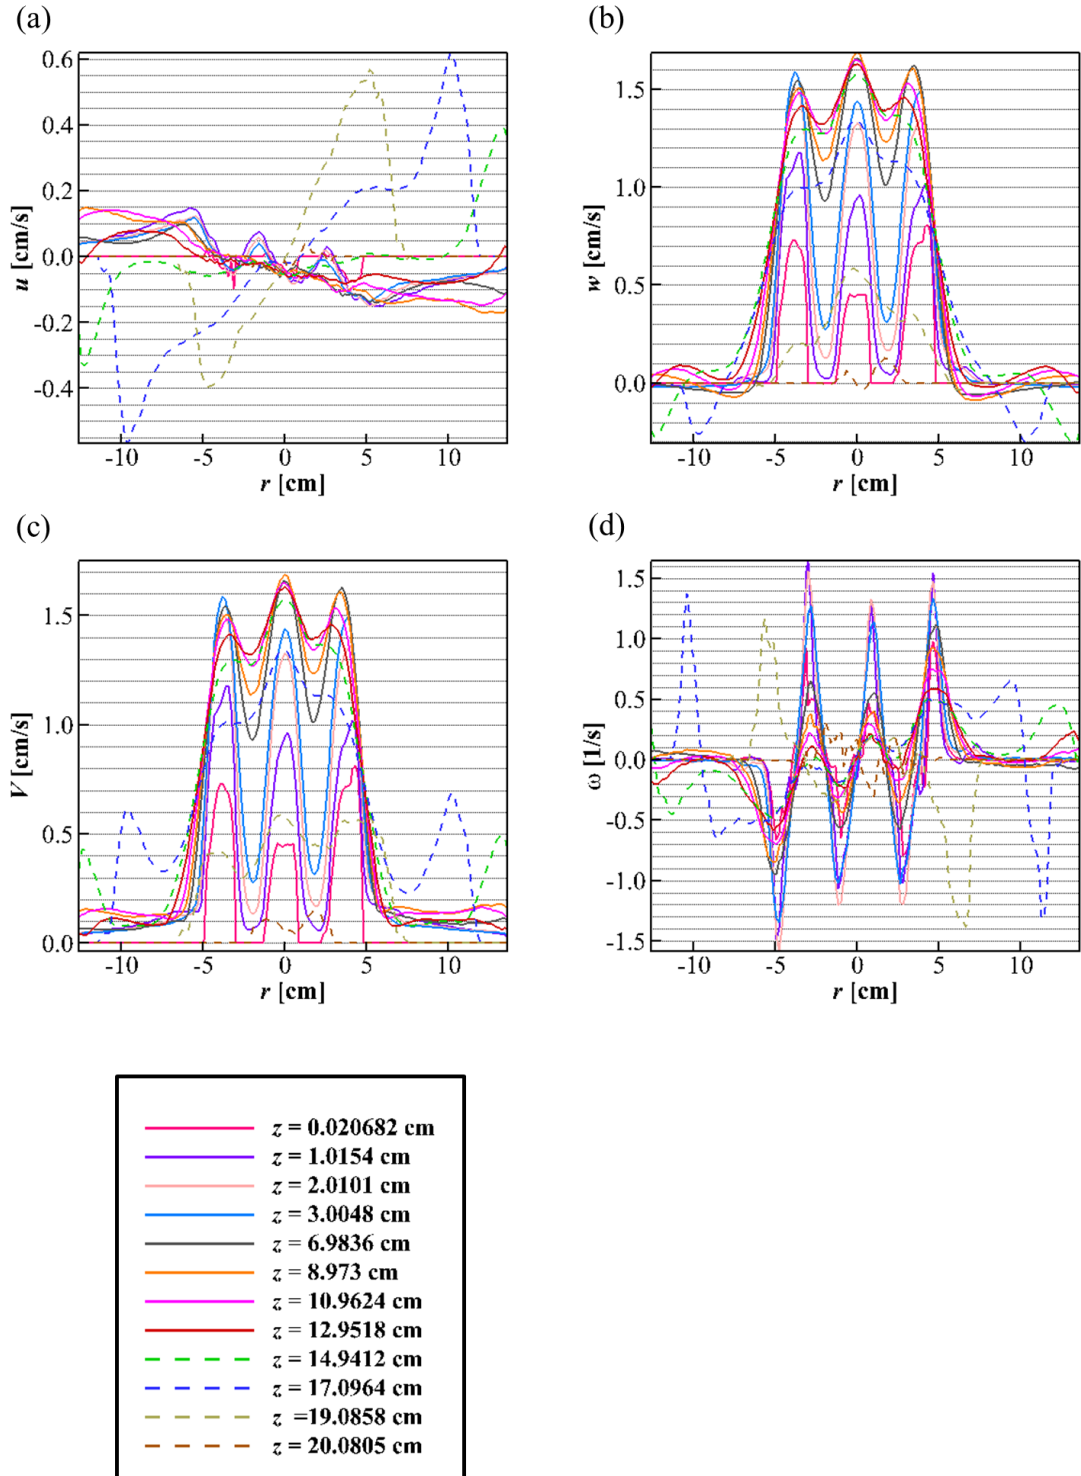 (a)
(b)
0.6
0.4
0.2
0.0
-0.2
-0.4
u [cm/s]
-10 -5 0 5 10
r [cm]
1.5
1.0
0.5
0.0
w [cm/s]
-10 -5 0 5 10
r [cm]
(c)
(d)
1.5
1.0
0.5
0.0
V [cm/s]
-10 -5 0 5 10
r [cm]
1.5
1.0
0.5
0.0
-0.5
-1.0
-1.5
ω [1/s]
-10 -5 0 5 10
r [cm]
z = 0.020682 cm
z = 1.0154 cm
z = 2.0101 cm
z = 3.0048 cm
z = 6.9836 cm
z = 8.973 cm
z = 10.9624 cm
z = 12.9518 cm
z = 14.9412 cm
z = 17.0964 cm
z =19.0858 cm
z = 20.0805 cm